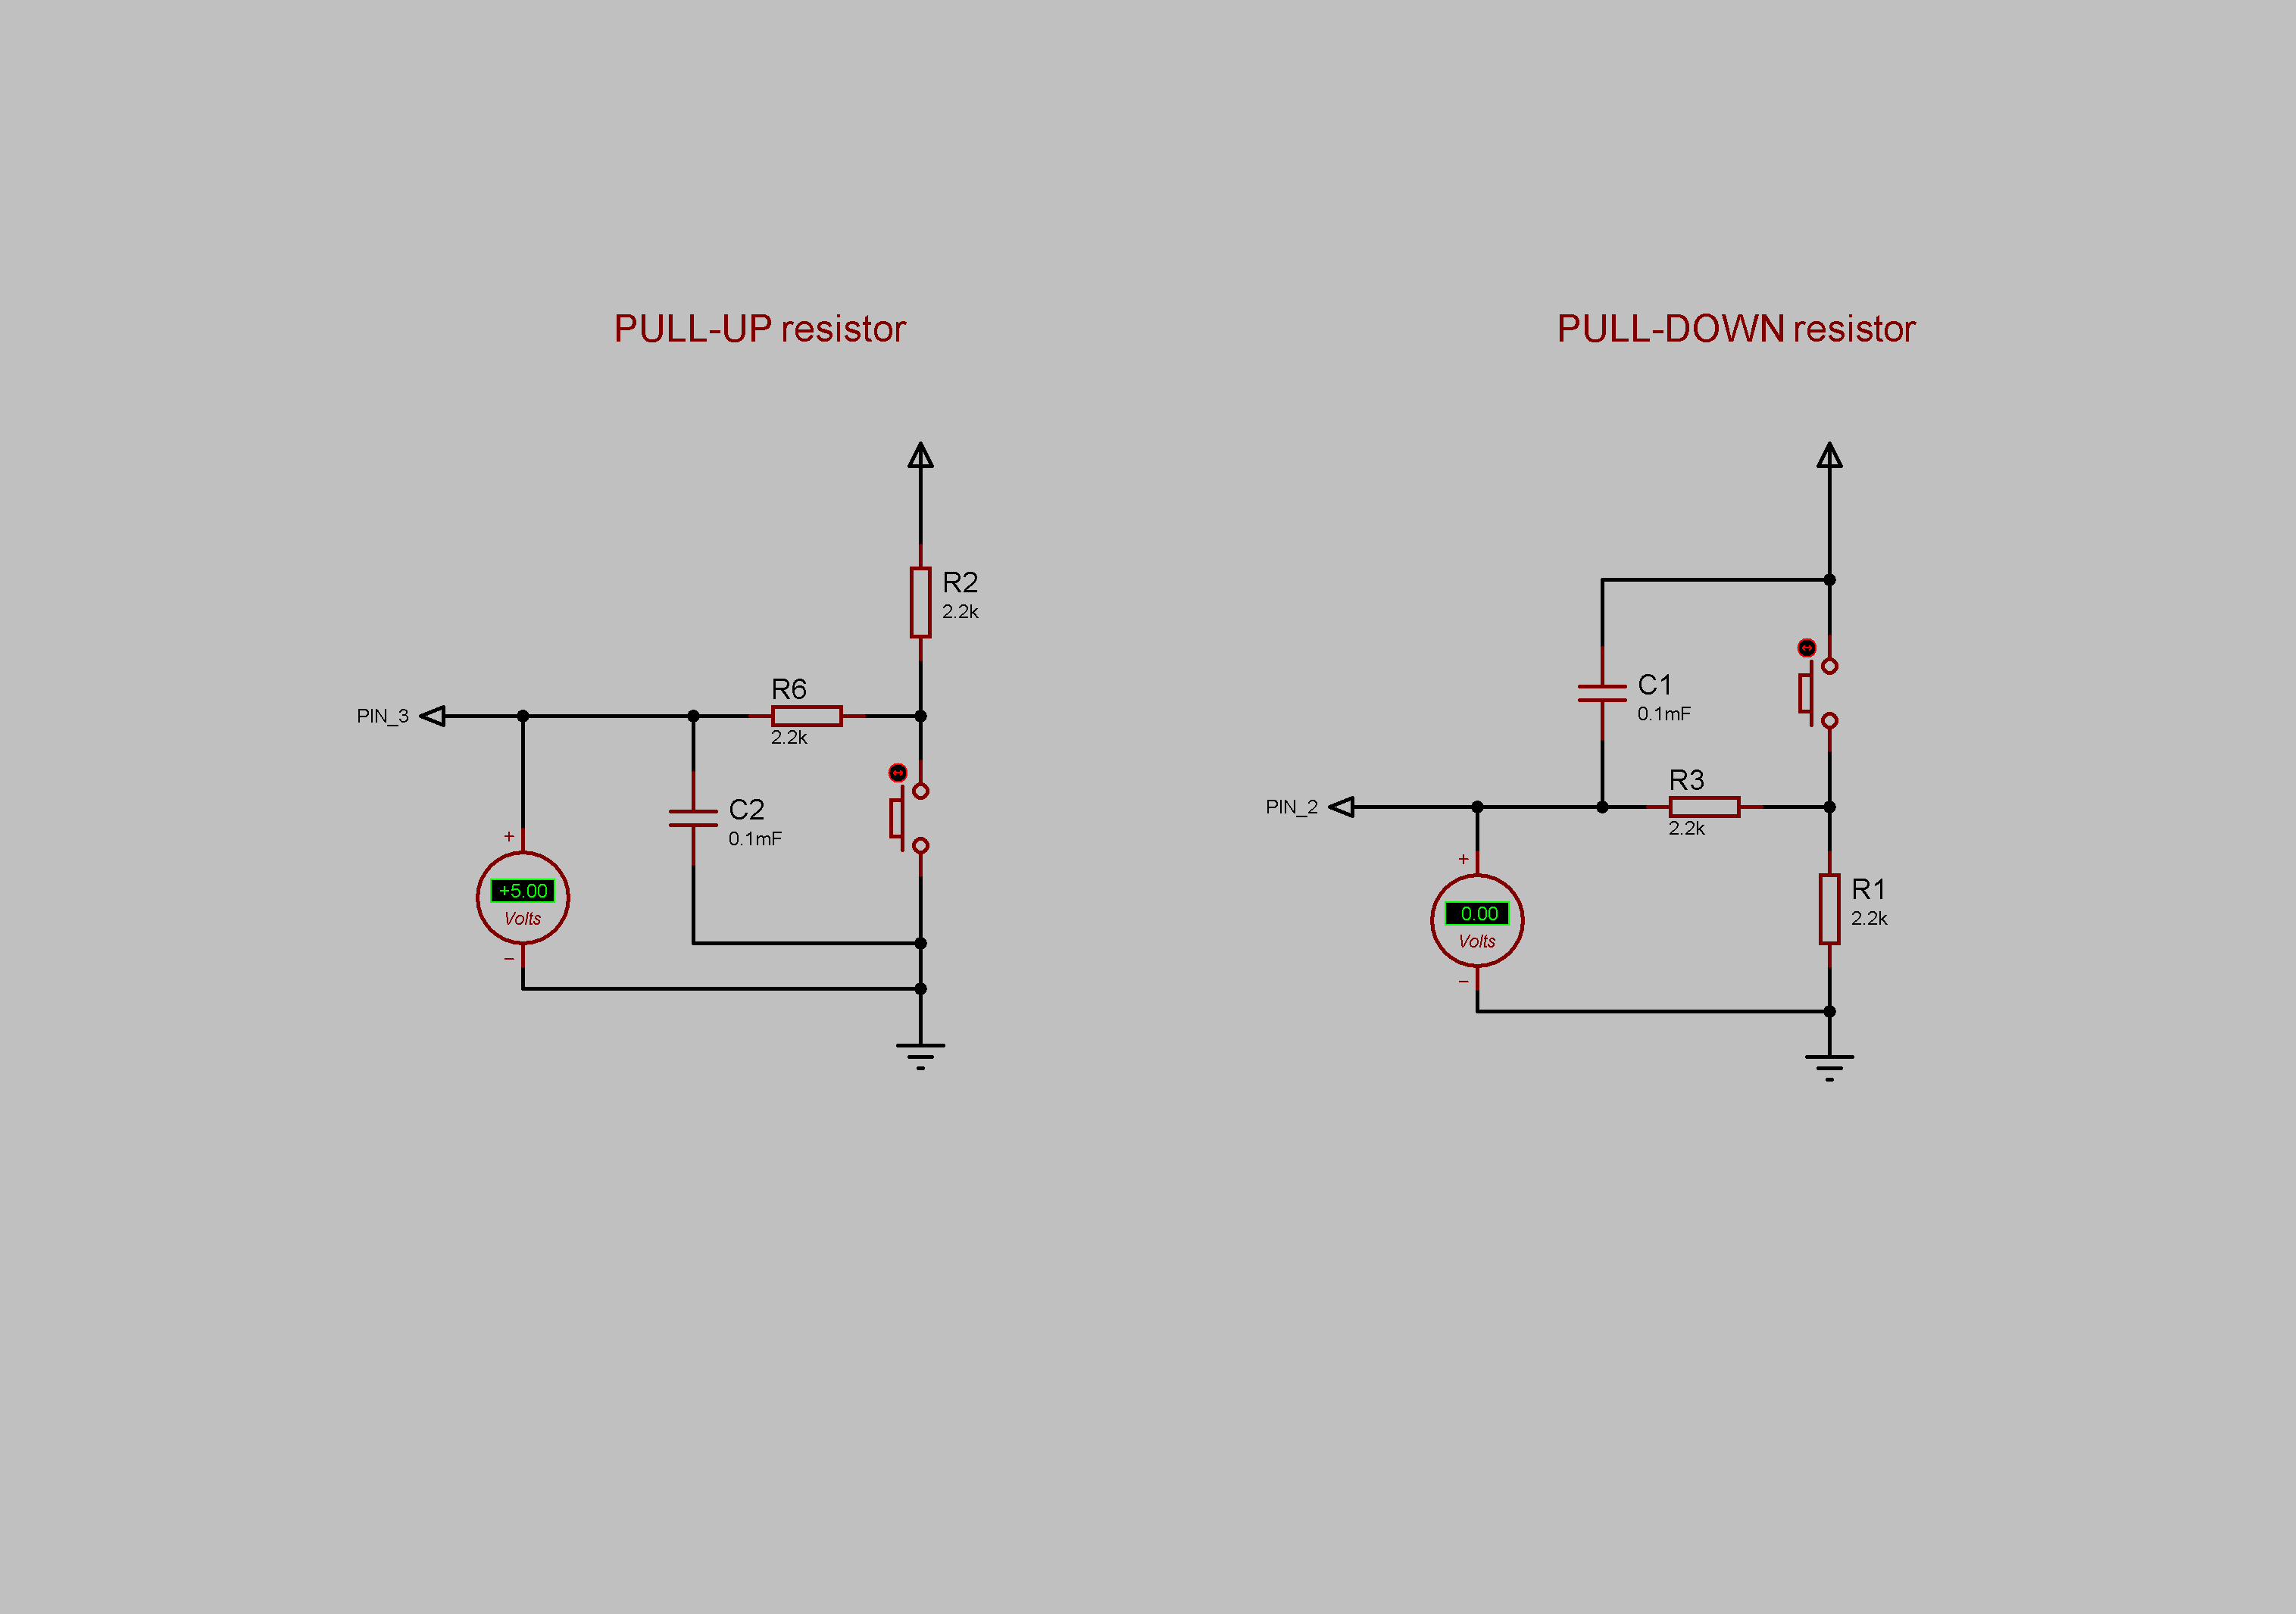 PULL-UP resistor
PULL-DOWN resistor
R2
2.2k
R6
2.2k
PIN_3
C2
0.1mF
+
+5.00
Volts
−
C1
0.1mF
R3
2.2k
PIN_2
+
0.00
Volts
−
R1
2.2k